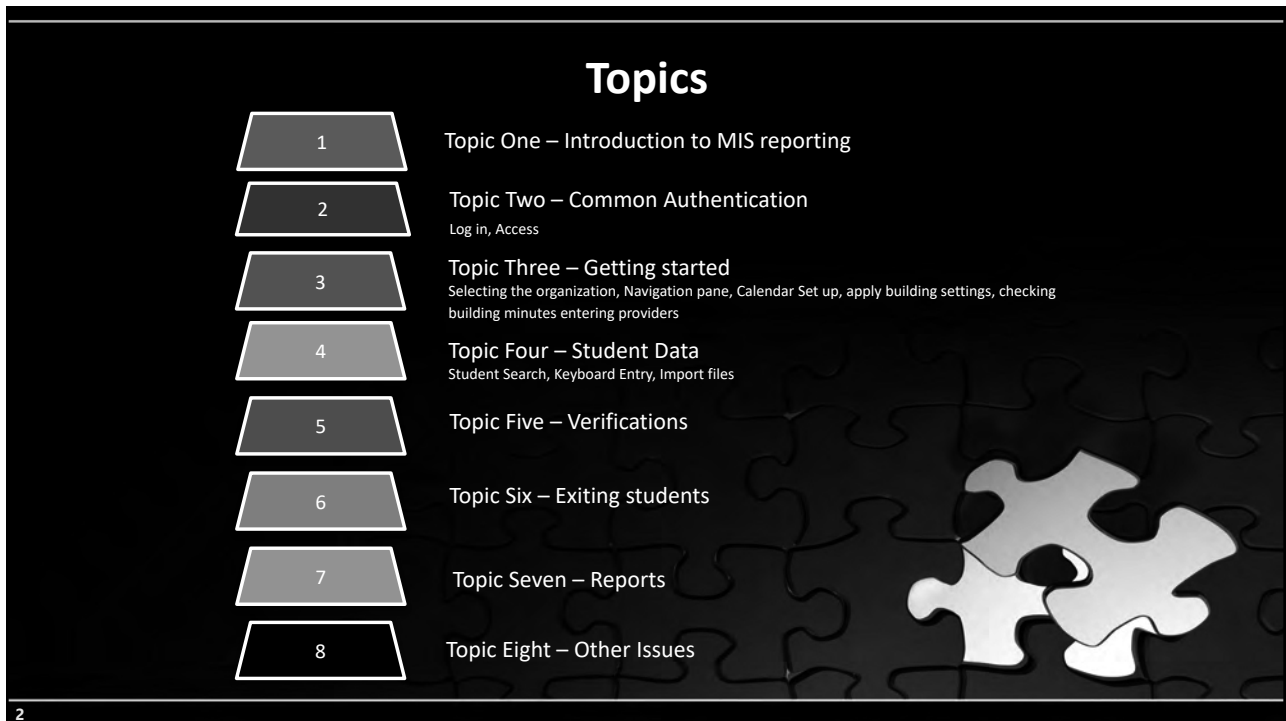 Topics
1
Topic One – Introduction to MIS reporting
2
Topic Two – Common Authentication
Log in, Access
3
Topic Three – Getting started
Selecting the organization, Navigation pane, Calendar Set up, apply building settings, checking
building minutes entering providers
4
Topic Four – Student Data
Student Search, Keyboard Entry, Import files
5
Topic Five – Verifications
6
Topic Six – Exiting students
7
Topic Seven – Reports
8
Topic Eight – Other Issues
2